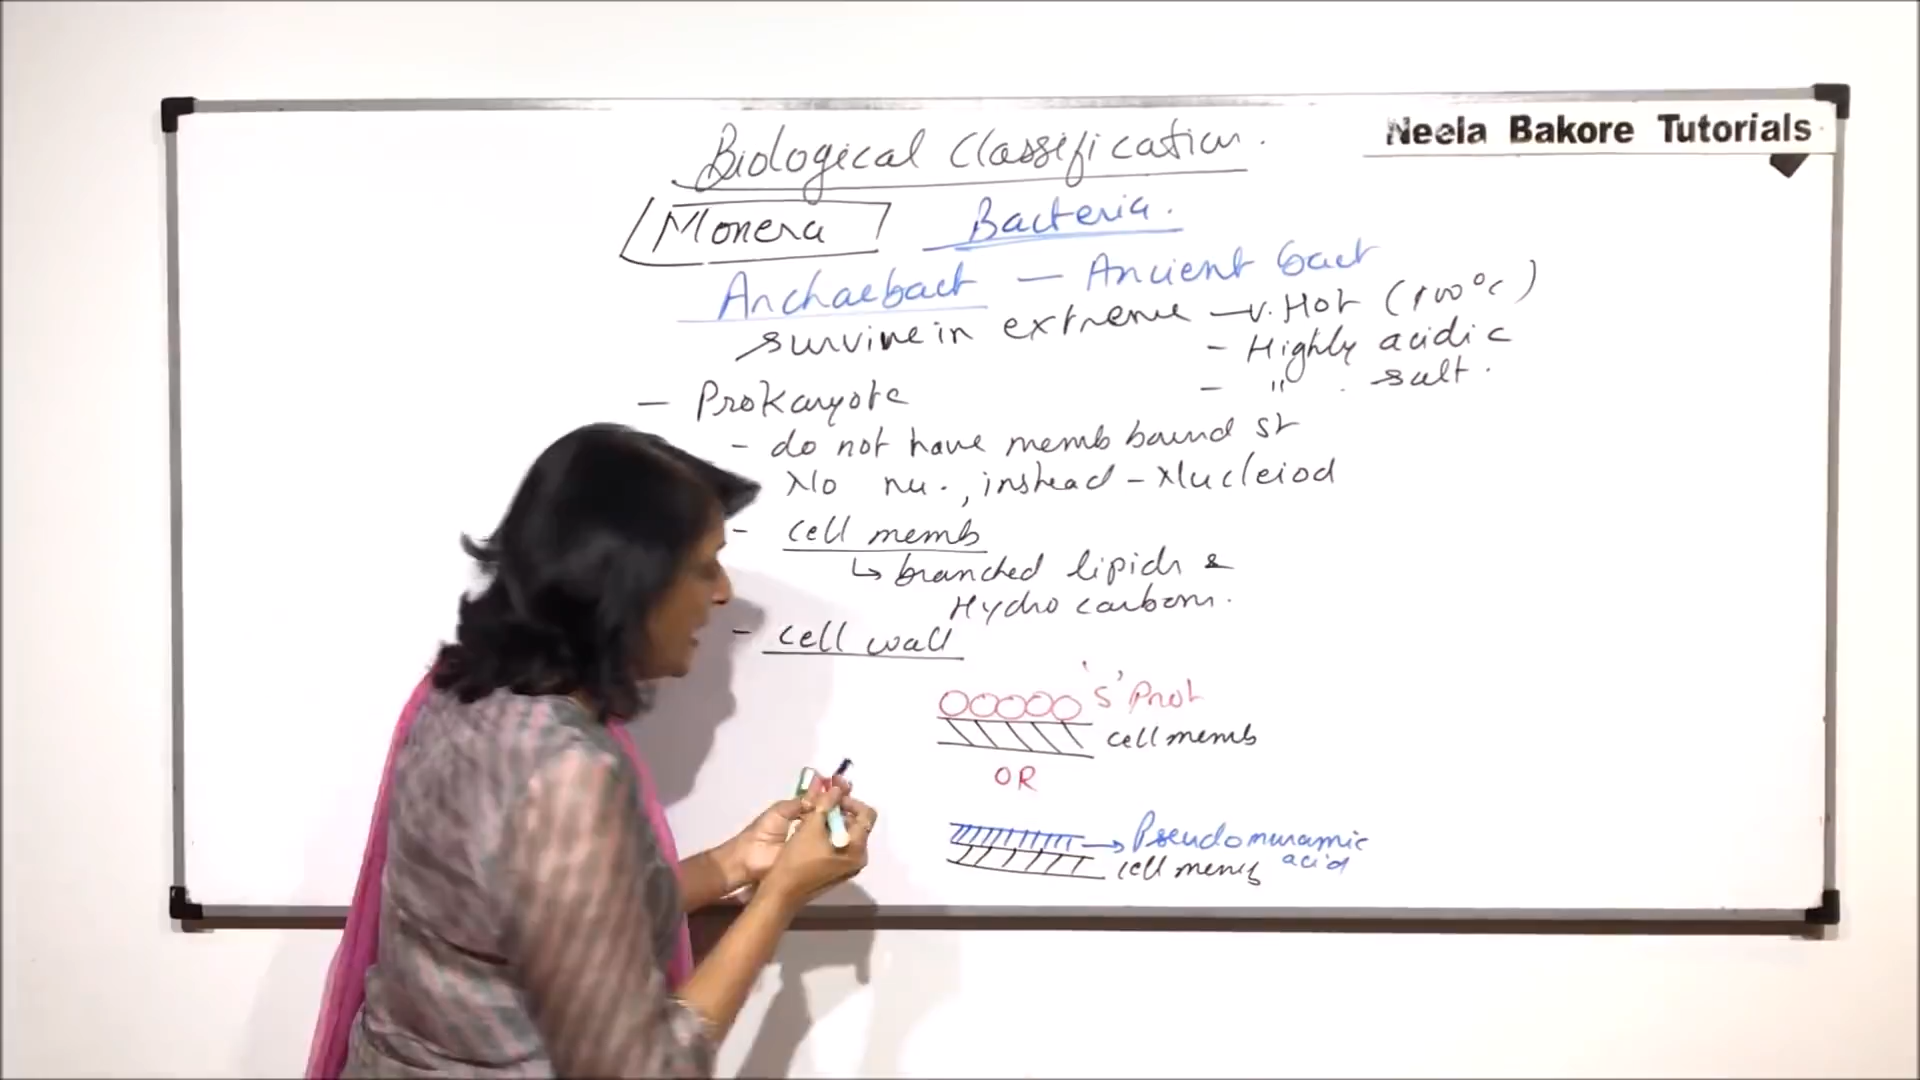 Neela Bakore Tutorials
Biological Classification.
Monera Bacteria.
Archaebact — Ancient bact
survive in extreme — v. Hot (100°C)
- Highly acidic
- " salt.
— Prokaryote
- do not have memb bound st
No nu., instead - Nucleiod
- cell memb
↳ branched lipids &
Hydro carbons.
- cell wall
'S' Prot
cell memb
OR
→ Pseudomuramic
acid
cell memb